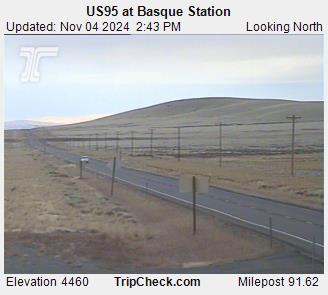 US95 at Basque Station
Updated: Nov 04 2024 2:43 PM Looking North
Elevation 4460 TripCheck.com Milepost 91.62